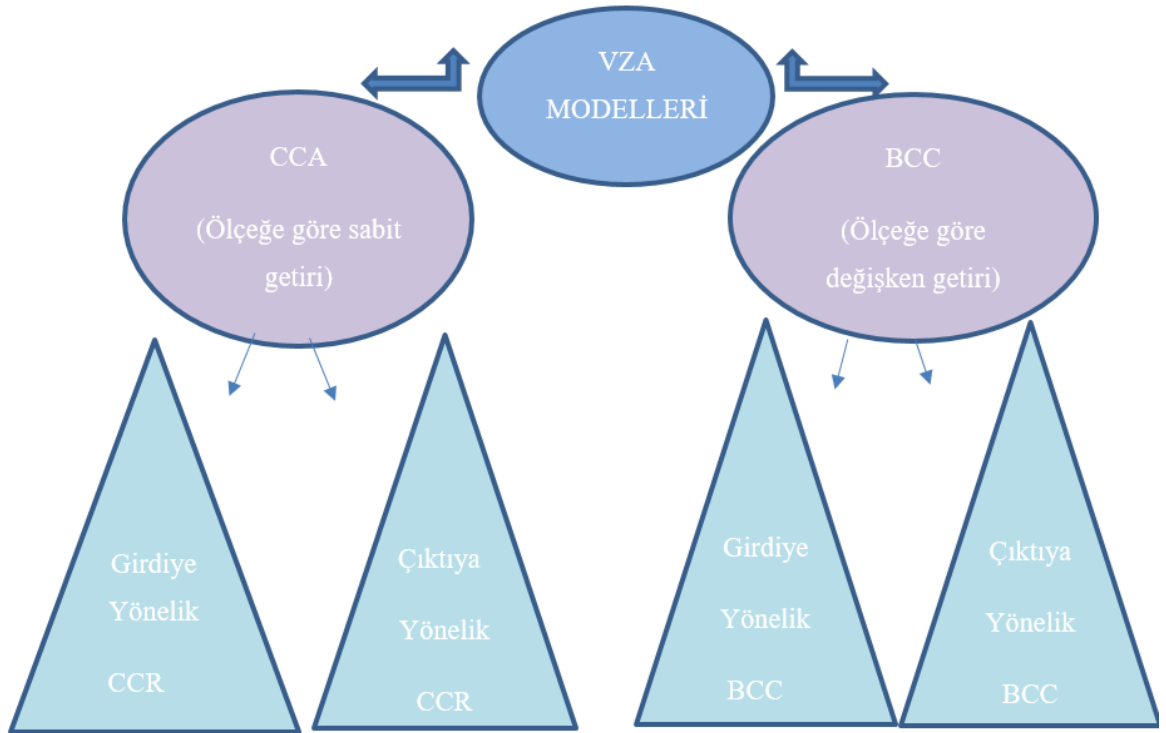 VZA
MODELLERİ
CCA
(Ölçeğe göre sabit
getiri)
BCC
(Ölçeğe göre
değişken getiri)
Girdiye
Yönelik
CCR
Çıktıya
Yönelik
CCR
Girdiye
Yönelik
BCC
Çıktıya
Yönelik
BCC